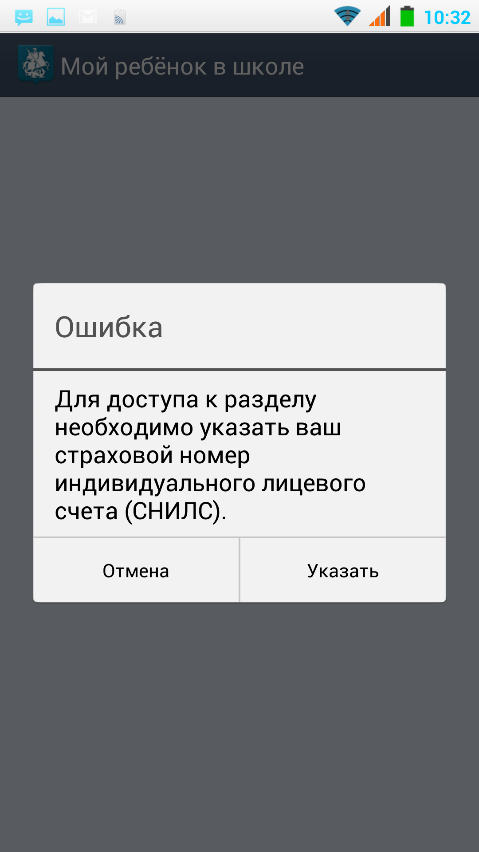 10:32
Мой ребёнок в школе
Ошибка
Для доступа к разделу
необходимо указать ваш
страховой номер
индивидуального лицевого
счета (СНИЛС).
Отмена
Указать